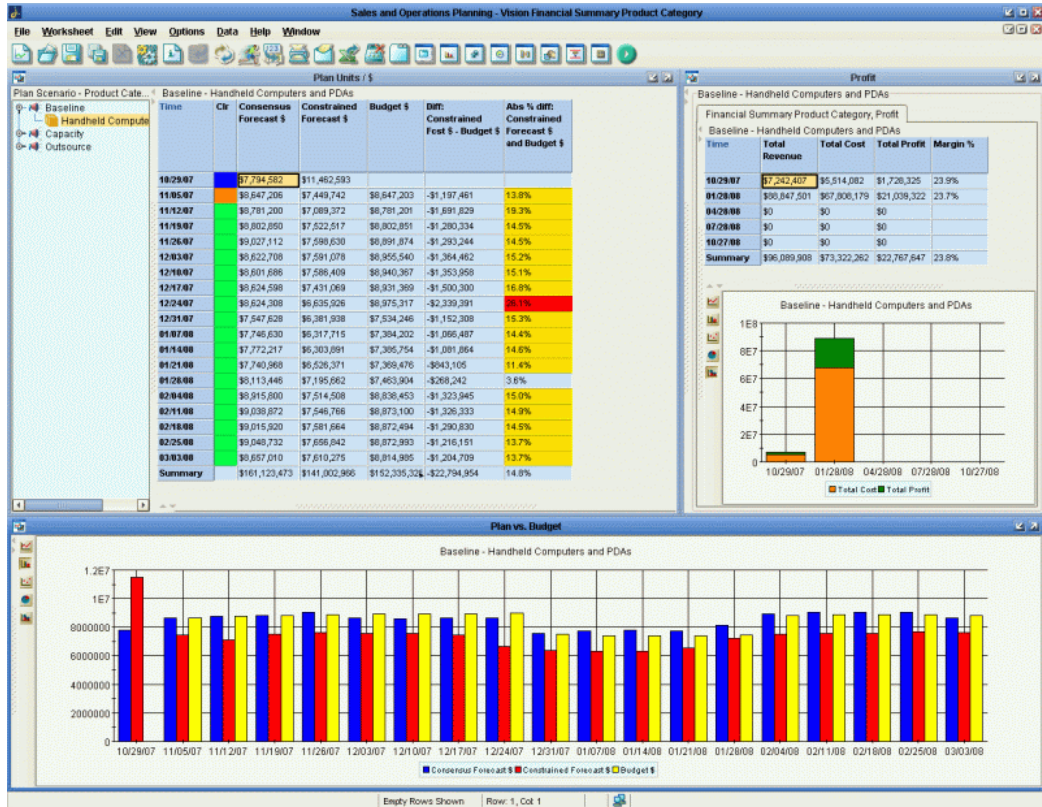 Sales and Operations Planning - Vision Financial Summary Product Category
File Worksheet Edit View Options Data Help Window
Plan Units / $
Plan Scenario - Product Cate...
Baseline
Handheld Compute
Capacity
Outsource
Baseline - Handheld Computers and PDAs
Time Clr Consensus Forecast $ Constrained Forecast $ Budget $ Diff: Constrained Fcst $ - Budget $ Abs % diff: Constrained Forecast $ and Budget $
10/29/07 $7,794,582 $11,462,593
11/05/07 $8,647,206 $7,449,742 $8,647,203 -$1,197,461 13.8%
11/12/07 $8,781,200 $7,089,372 $8,781,201 -$1,691,829 19.3%
11/19/07 $8,802,850 $7,522,517 $8,802,851 -$1,280,334 14.5%
11/26/07 $9,027,112 $7,598,630 $8,891,874 -$1,293,244 14.5%
12/03/07 $8,622,708 $7,591,078 $8,955,540 -$1,364,462 15.2%
12/10/07 $8,601,686 $7,586,409 $8,940,367 -$1,353,958 15.1%
12/17/07 $8,624,598 $7,431,069 $8,931,369 -$1,500,300 16.8%
12/24/07 $8,624,308 $6,635,926 $8,975,317 -$2,339,391 26.1%
12/31/07 $7,547,628 $6,381,938 $7,534,246 -$1,152,308 15.3%
01/07/08 $7,746,630 $6,317,715 $7,384,202 -$1,066,487 14.4%
01/14/08 $7,772,217 $6,303,891 $7,385,754 -$1,081,864 14.6%
01/21/08 $7,740,968 $6,526,371 $7,369,476 -$843,105 11.4%
01/28/08 $8,113,446 $7,195,662 $7,463,904 -$268,242 3.6%
02/04/08 $8,915,800 $7,514,508 $8,838,453 -$1,323,945 15.0%
02/11/08 $9,038,872 $7,546,766 $8,873,100 -$1,326,333 14.9%
02/18/08 $9,015,920 $7,581,664 $8,872,494 -$1,290,830 14.5%
02/25/08 $9,048,732 $7,656,842 $8,872,993 -$1,216,151 13.7%
03/03/08 $8,657,010 $7,610,275 $8,814,985 -$1,204,709 13.7%
Summary $161,123,473 $141,002,966 $152,335,32 -$22,794,954 14.8%
Profit
Baseline - Handheld Computers and PDAs
Financial Summary Product Category, Profit
Baseline - Handheld Computers and PDAs
Time Total Revenue Total Cost Total Profit Margin %
10/29/07 $7,242,407 $5,514,082 $1,728,325 23.9%
01/28/08 $88,847,501 $67,808,179 $21,039,322 23.7%
04/28/08 $0 $0 $0
07/28/08 $0 $0 $0
10/27/08 $0 $0 $0
Summary $96,089,908 $73,322,262 $22,767,647 23.8%
Baseline - Handheld Computers and PDAs
1E8
8E7
6E7
4E7
2E7
0
10/29/07 01/28/08 04/28/08 07/28/08 10/27/08
Total Cost Total Profit
Plan vs. Budget
Baseline - Handheld Computers and PDAs
1.2E7
1E7
8000000
6000000
4000000
2000000
0
10/29/07 11/05/07 11/12/07 11/19/07 11/26/07 12/03/07 12/10/07 12/17/07 12/24/07 12/31/07 01/07/08 01/14/08 01/21/08 01/28/08 02/04/08 02/11/08 02/18/08 02/25/08 03/03/08
Consensus Forecast $ Constrained Forecast $ Budget $
Empty Rows Shown Row: 1, Col: 1